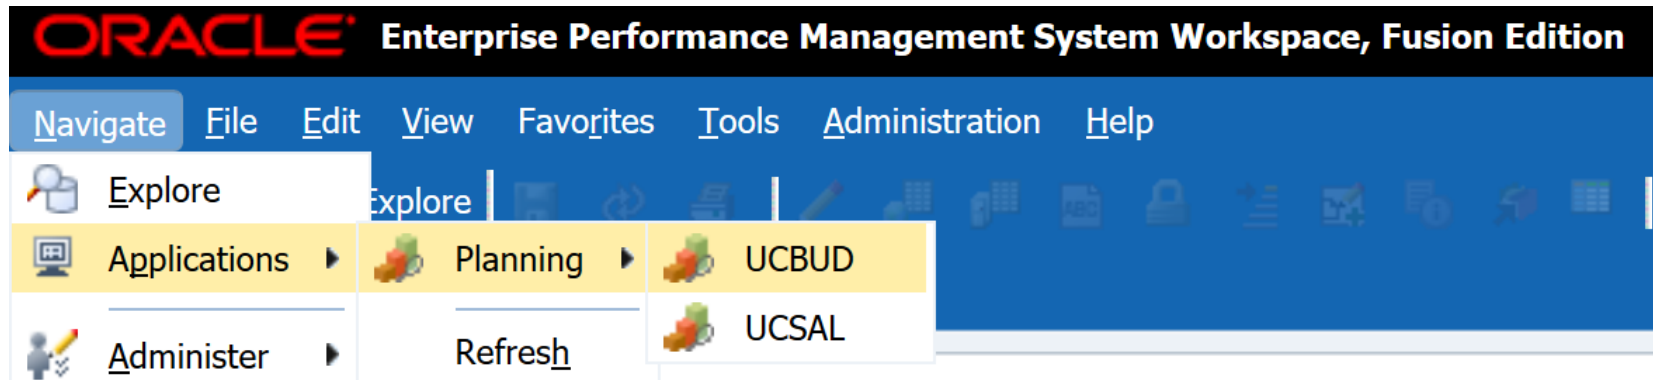 ORACLE Enterprise Performance Management System Workspace, Fusion Edition
Navigate File Edit View Favorites Tools Administration Help
Explore Explore ABC
Applications Planning UCBUD
UCSAL
Administer Refresh